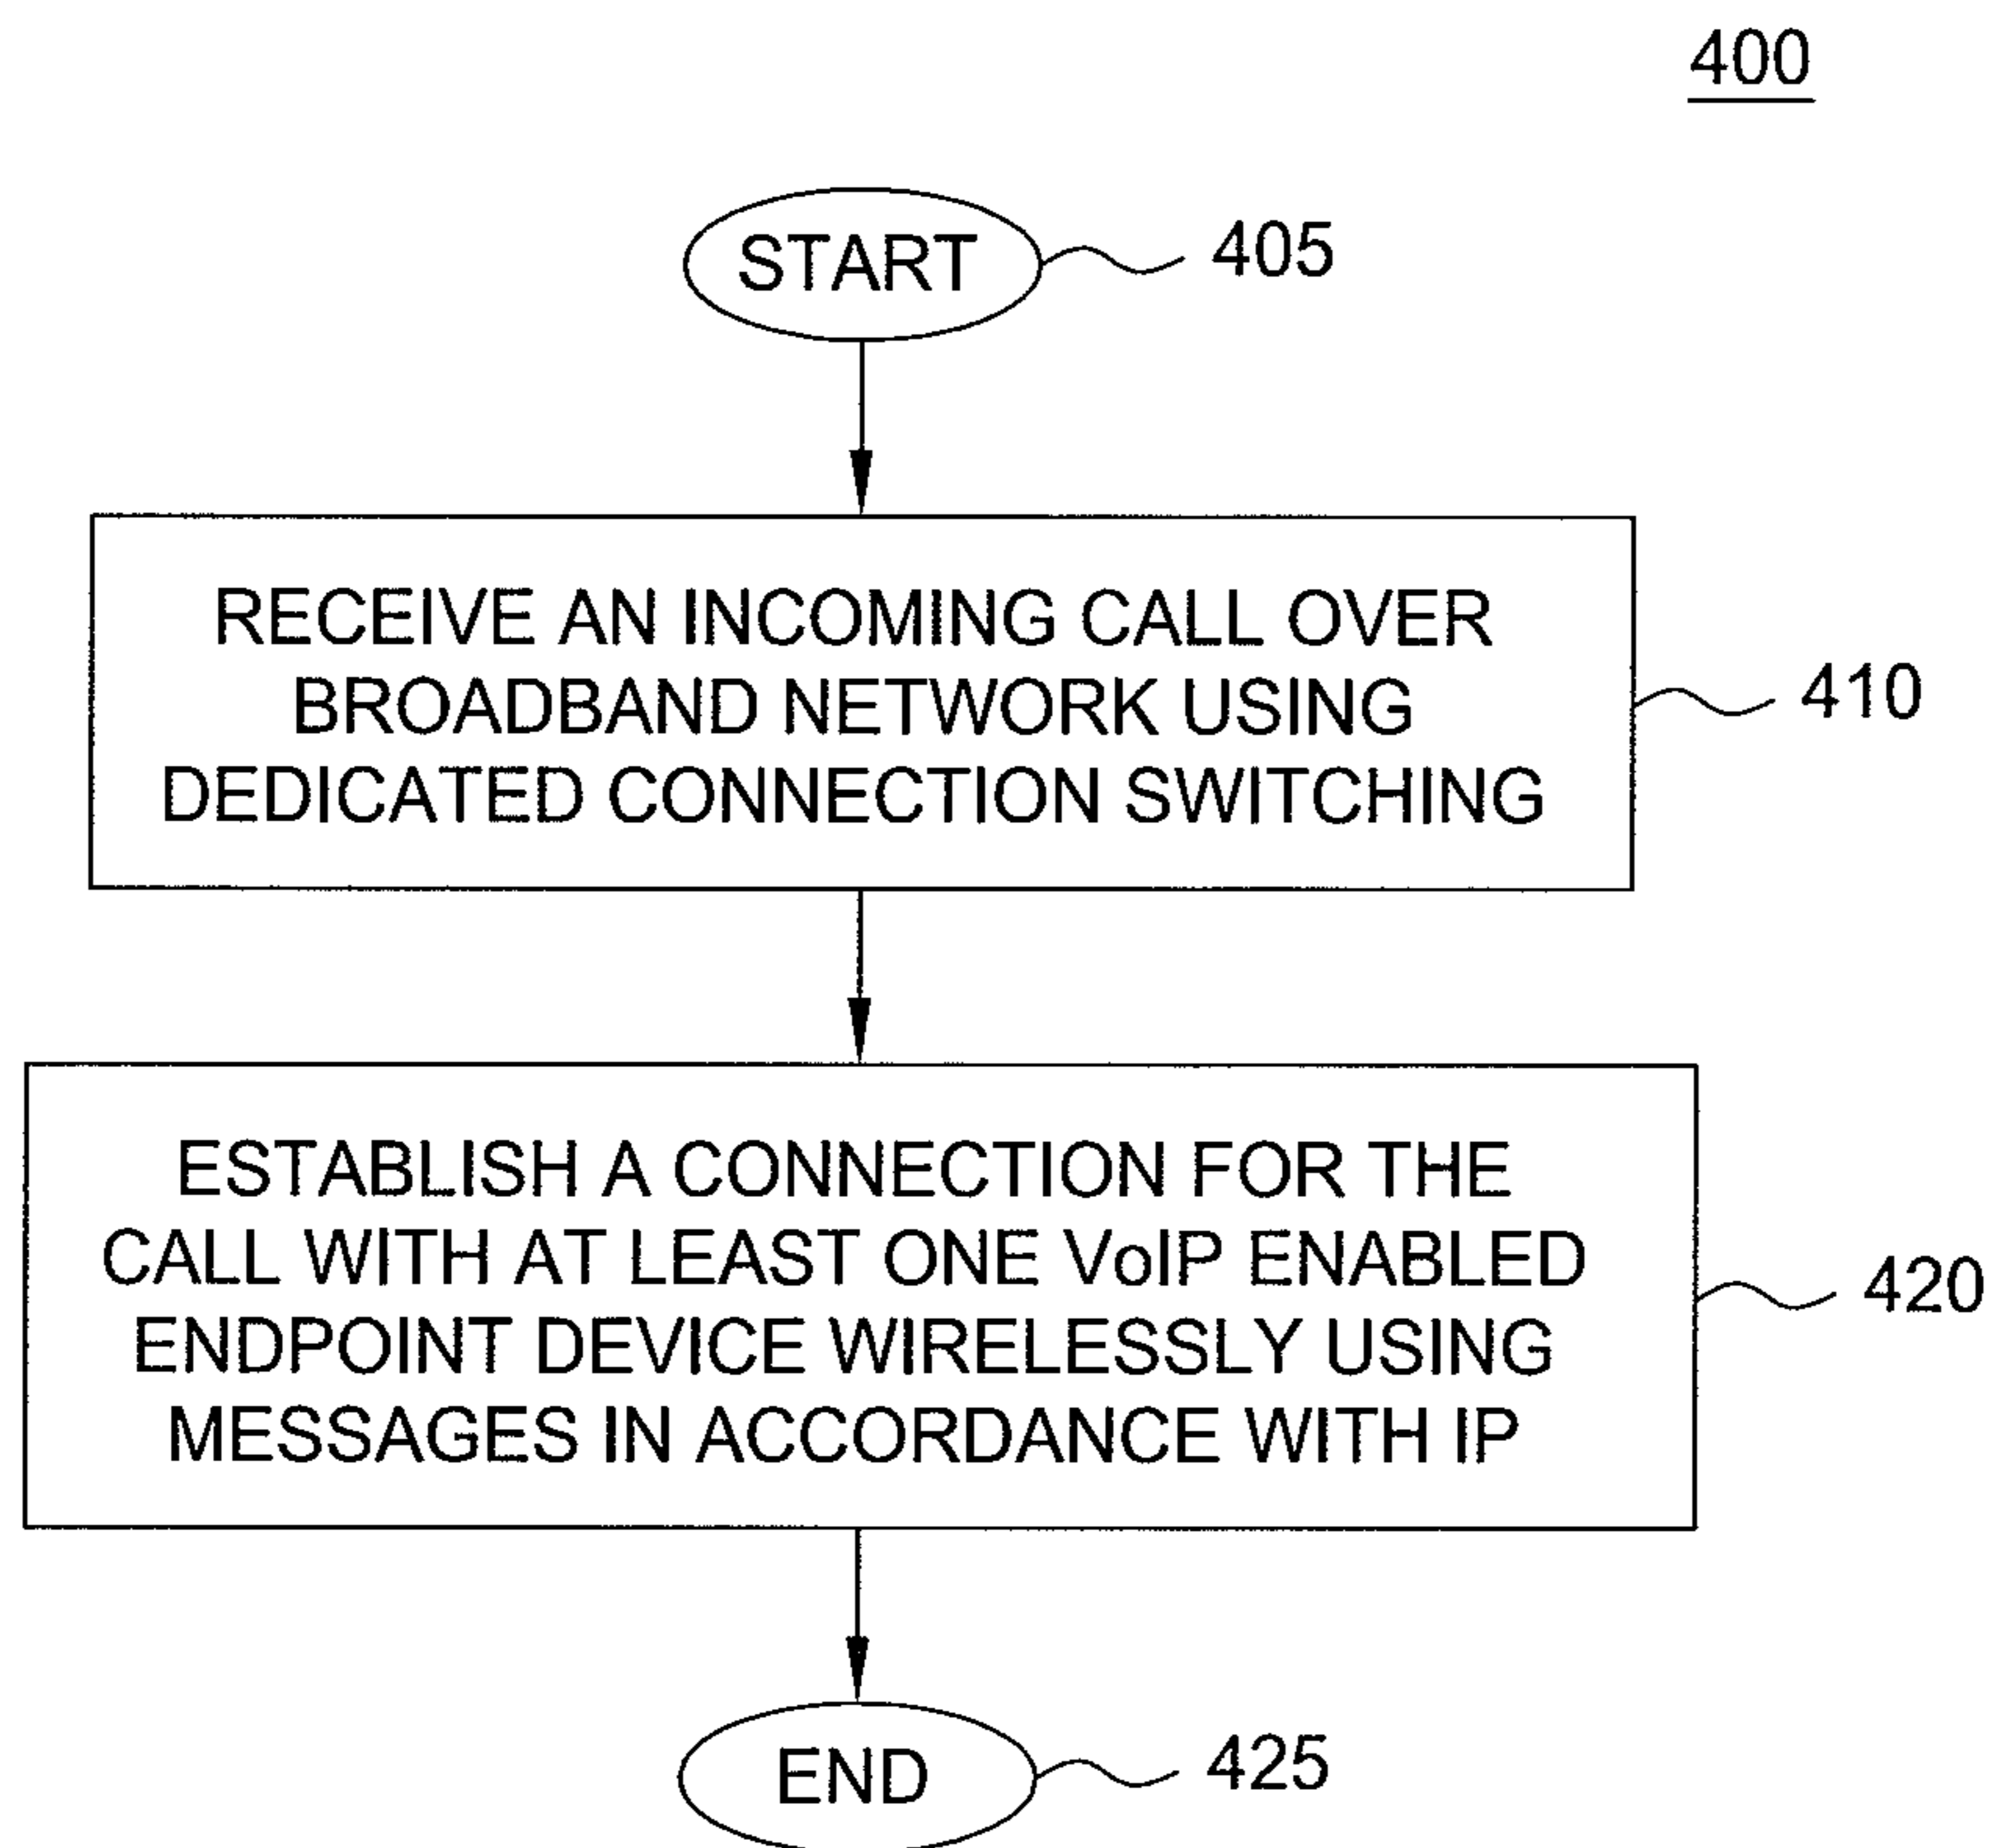 400
START
405
RECEIVE AN INCOMING CALL OVER
BROADBAND NETWORK USING
DEDICATED CONNECTION SWITCHING
410
ESTABLISH A CONNECTION FOR THE
CALL WITH AT LEAST ONE VoIP ENABLED
ENDPOINT DEVICE WIRELESSLY USING
MESSAGES IN ACCORDANCE WITH IP
420
END
425